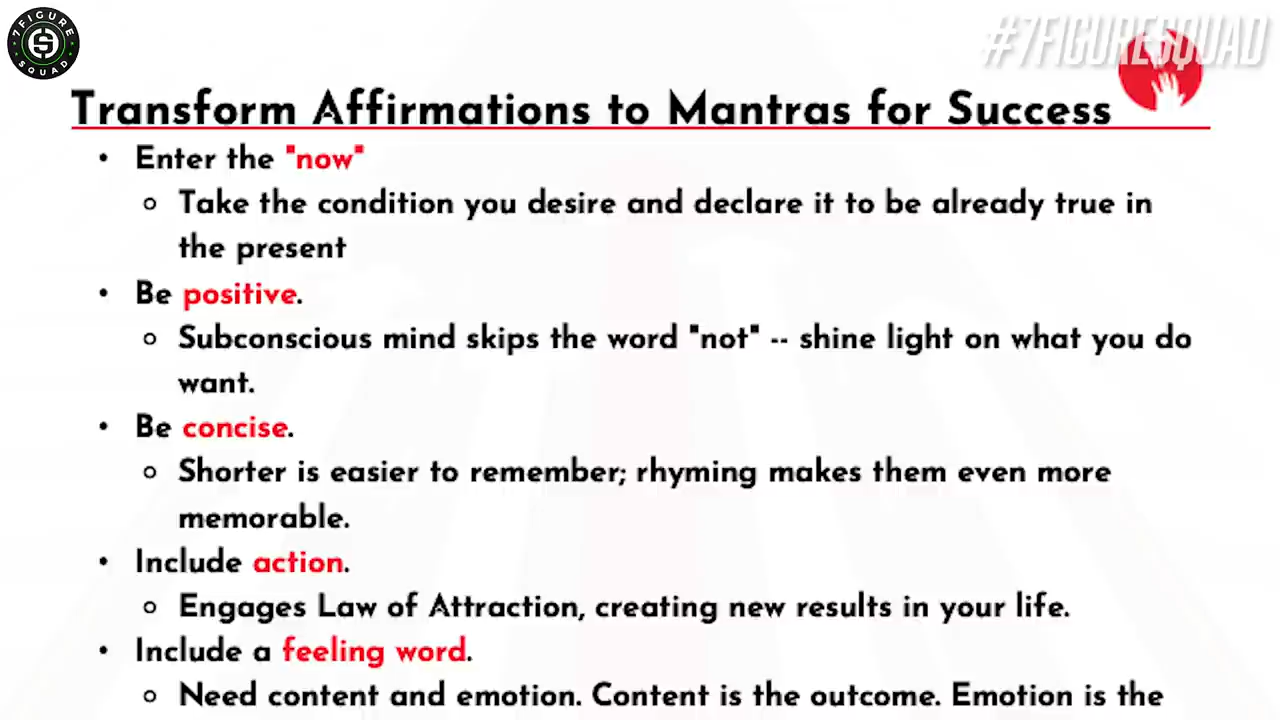 7FIGURE
SQUAD
#7FIGURESQUAD
Transform Affirmations to Mantras for Success
• Enter the "now"
Take the condition you desire and declare it to be already true in
the present
• Be positive.
Subconscious mind skips the word "not" -- shine light on what you do
want.
• Be concise.
Shorter is easier to remember; rhyming makes them even more
memorable.
• Include action.
Engages Law of Attraction, creating new results in your life.
• Include a feeling word.
Need content and emotion. Content is the outcome. Emotion is the